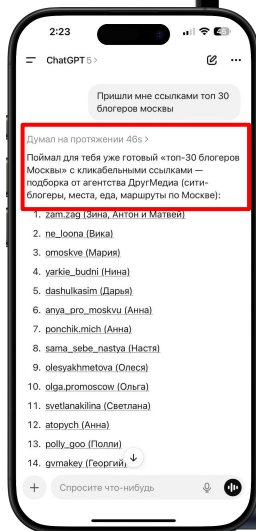 2:23
ChatGPT 5 >
Пришли мне ссылками топ 30
блогеров москвы
Думал на протяжении 46s >
Поймал для тебя уже готовый «топ-30 блогеров
Москвы» с кликабельными ссылками —
подборка от агентства ДругМедиа (сити-
блогеры, места, еда, маршруты по Москве):
1. zam.zag (Зина, Антон и Матвей)
2. ne_loona (Вика)
3. omoskve (Мария)
4. yarkie_budni (Нина)
5. dashulkasim (Дарья)
6. anya_pro_moskvu (Анна)
7. ponchik.mich (Анна)
8. sama_sebe_nastya (Настя)
9. olesyakhmetova (Олеся)
10. olga.promoscow (Ольга)
11. svetlanakilina (Светлана)
12. atopych (Анна)
13. polly_goo (Полли)
14. gvmakey (Георгий)
Спросите что-нибудь